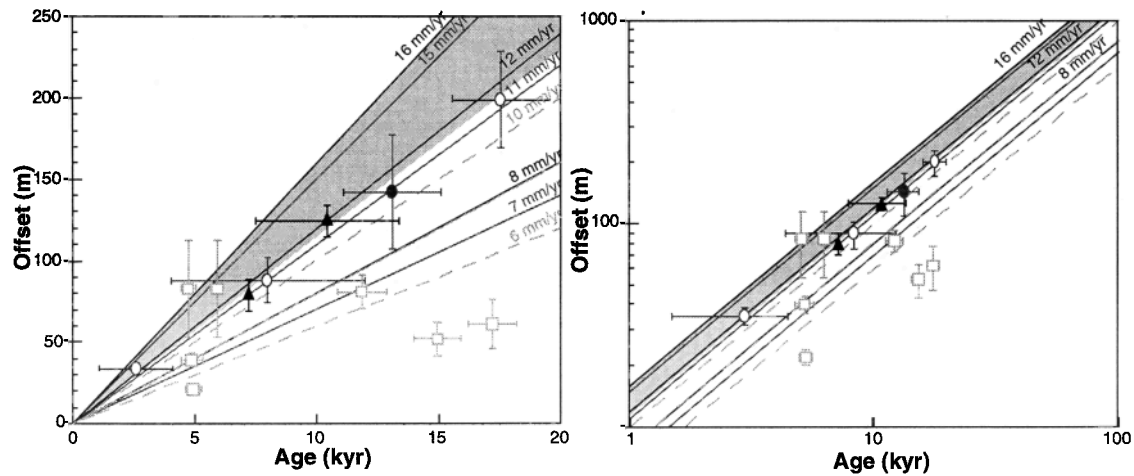 250
200
150
100
50
0
Offset (m)
0
5
10
15
20
Age (kyr)
16 mm/yr
15 mm/yr
12 mm/yr
11 mm/yr
10 mm/yr
8 mm/yr
7 mm/yr
6 mm/yr
1000
100
Offset (m)
1
10
100
Age (kyr)
16 mm/yr
12 mm/yr
8 mm/yr